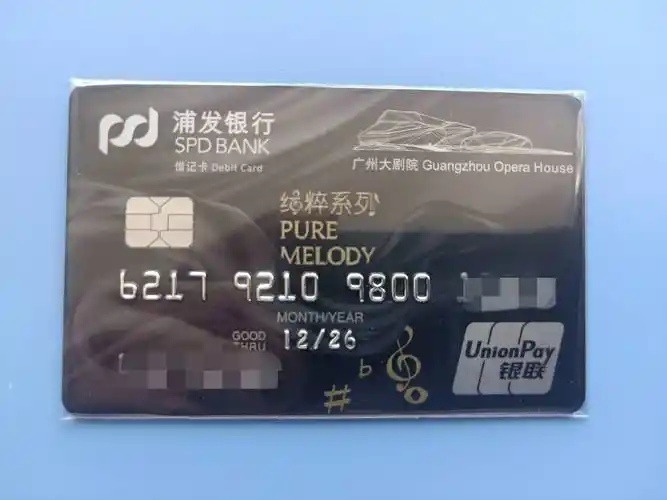 浦发银行
SPD BANK
借记卡 Debit Card
广州大剧院 Guangzhou Opera House
粹系列
PURE
MELODY
6217 9210 9800
MONTH/YEAR
GOOD THRU 12/26
UnionPay
银联